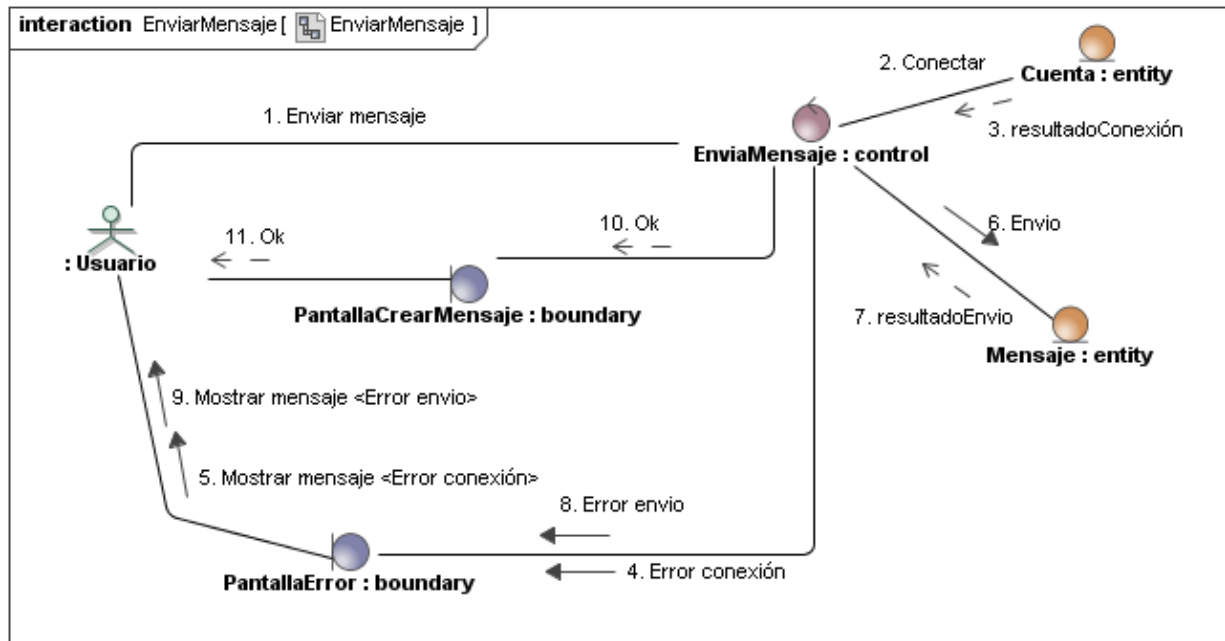 interaction EnviarMensaje [ EnviarMensaje ]
2. Conectar
Cuenta : entity
1. Enviar mensaje
3. resultadoConexión
EnviaMensaje : control
6. Envio
10. Ok
11. Ok
: Usuario
PantallaCrearMensaje : boundary
7. resultadoEnvio
Mensaje : entity
9. Mostrar mensaje <Error envio>
5. Mostrar mensaje <Error conexión>
8. Error envio
4. Error conexión
PantallaError : boundary